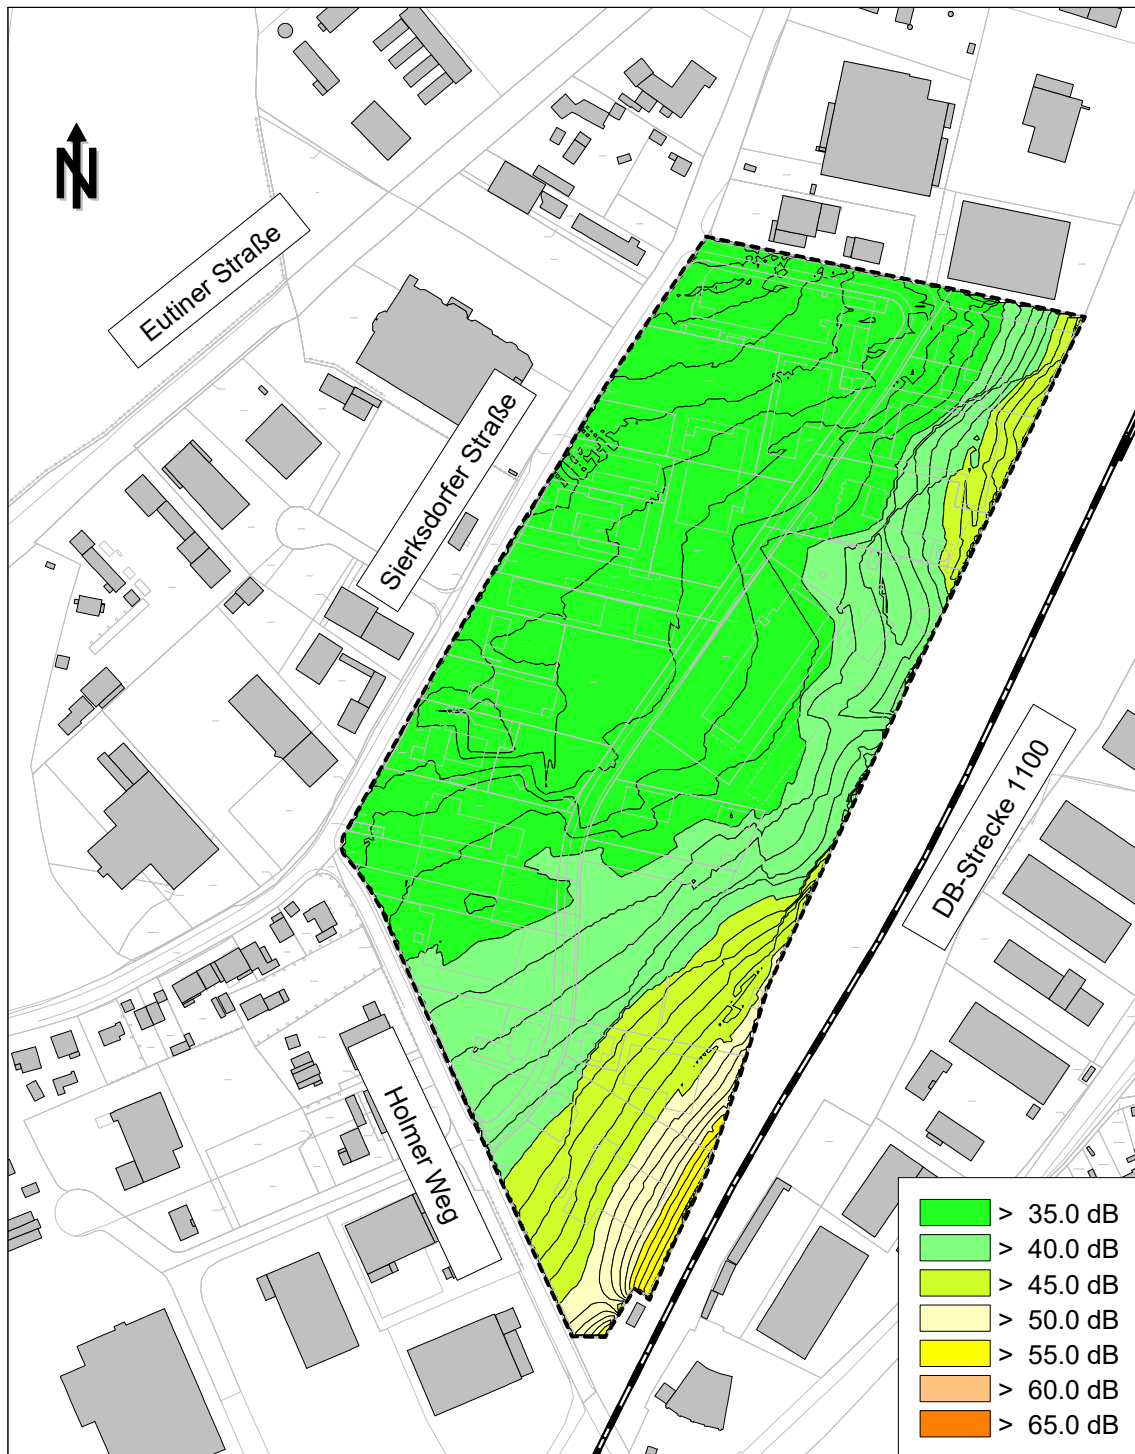 N
Eutiner Straße
Sierksdorfer Straße
DB-Strecke 1100
Holmer Weg
> 35.0 dB
> 40.0 dB
> 45.0 dB
> 50.0 dB
> 55.0 dB
> 60.0 dB
> 65.0 dB